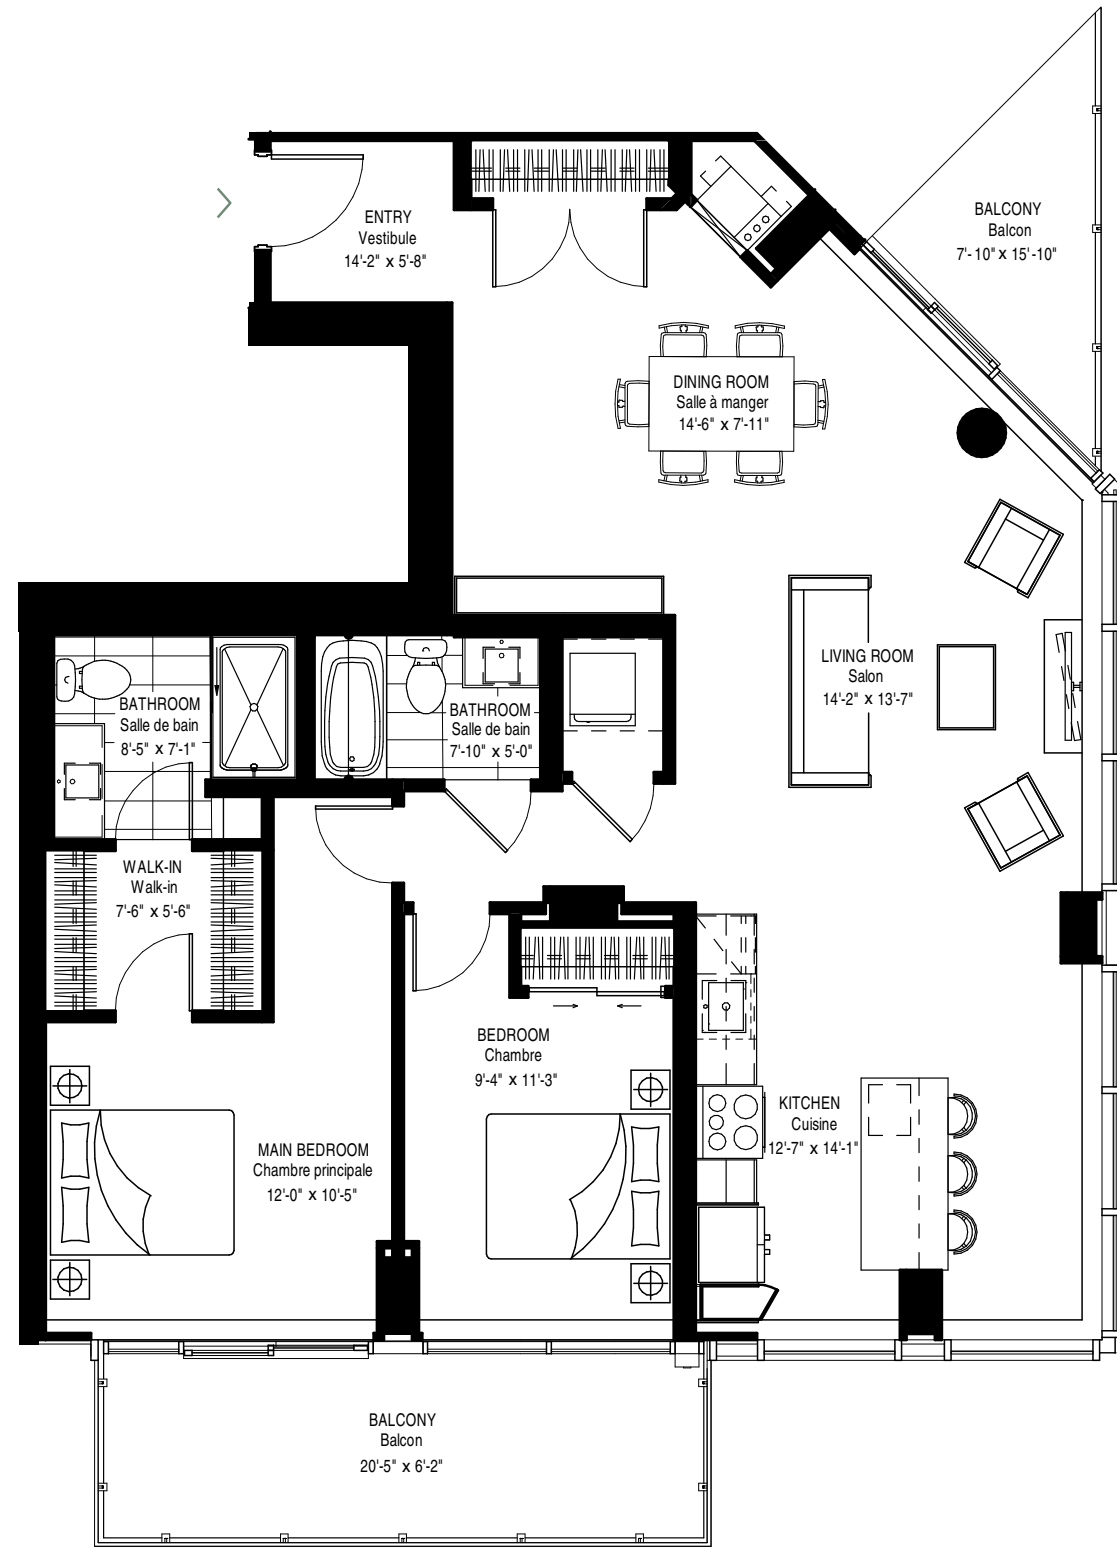 ENTRY
Vestibule
14'-2" x 5'-8"
BALCONY
Balcon
7'-10" x 15'-10"
DINING ROOM
Salle à manger
14'-6" x 7'-11"
LIVING ROOM
Salon
14'-2" x 13'-7"
BATHROOM
Salle de bain
8'-5" x 7'-1"
BATHROOM
Salle de bain
7'-10" x 5'-0"
WALK-IN
Walk-in
7'-6" x 5'-6"
BEDROOM
Chambre
9'-4" x 11'-3"
KITCHEN
Cuisine
12'-7" x 14'-1"
MAIN BEDROOM
Chambre principale
12'-0" x 10'-5"
BALCONY
Balcon
20'-5" x 6'-2"